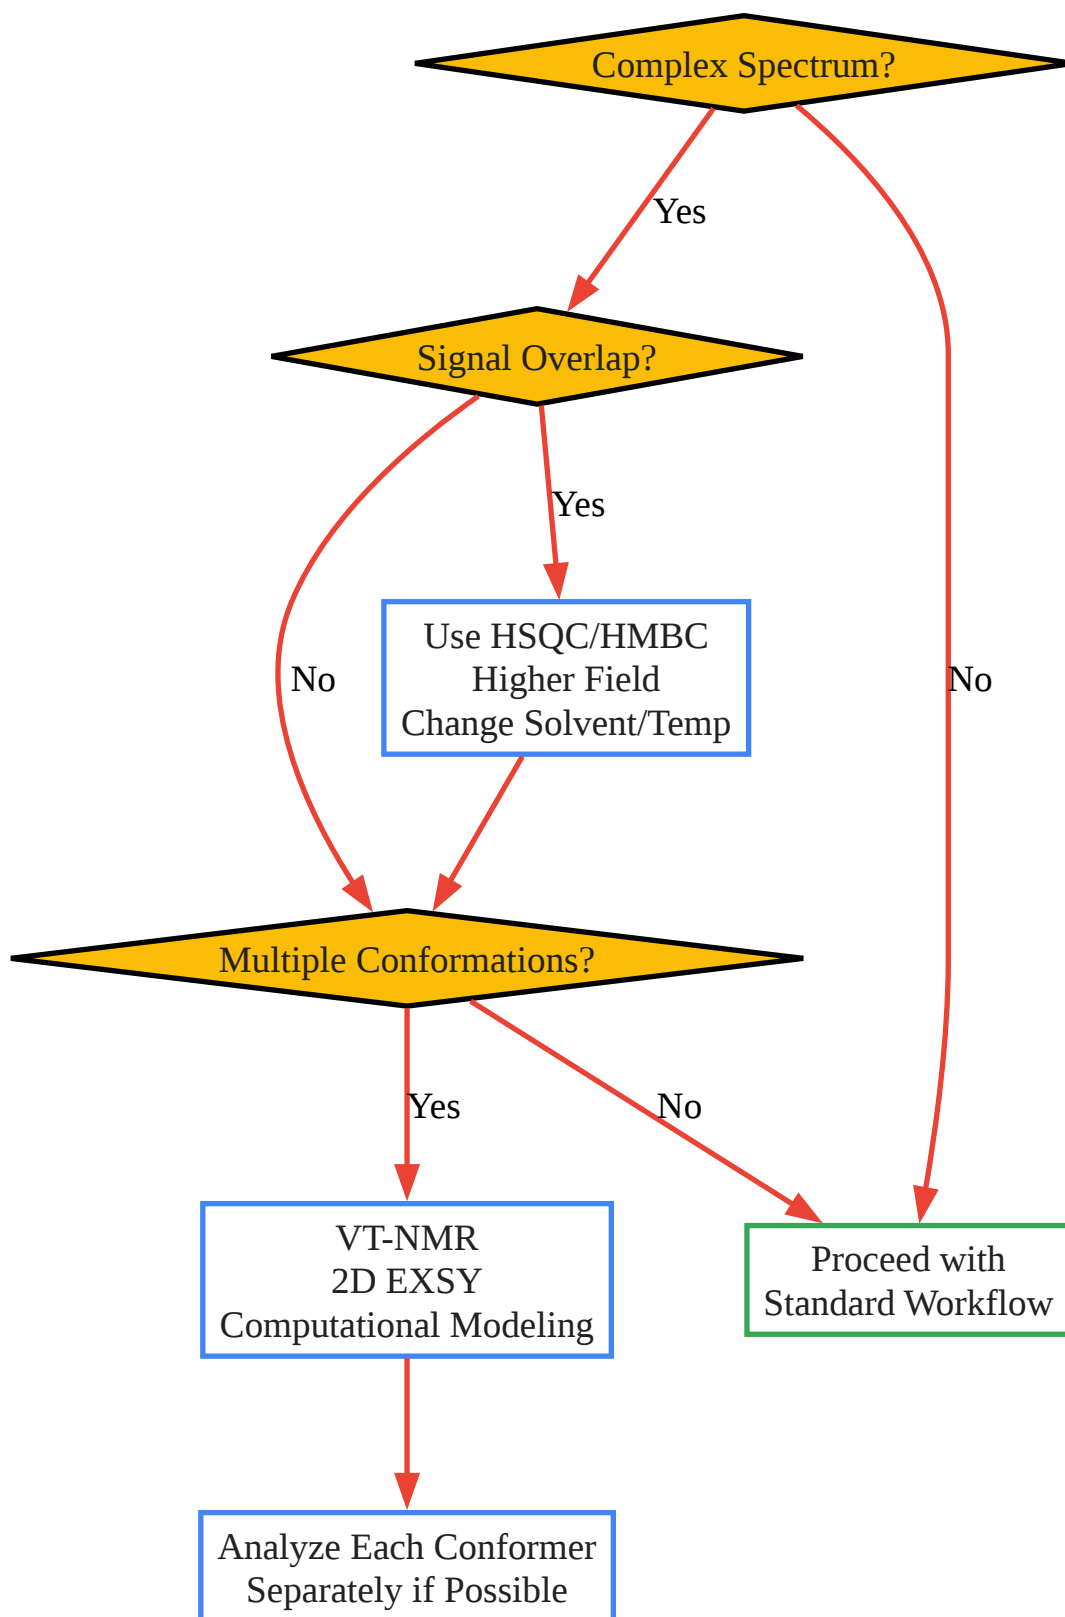 Complex Spectrum?
Yes
Signal Overlap?
Yes
Use HSQC/HMBC
Higher Field
Change Solvent/Temp
No
No
Multiple Conformations?
Yes
No
VT-NMR
2D EXSY
Computational Modeling
Proceed with
Standard Workflow
Analyze Each Conformer
Separately if Possible